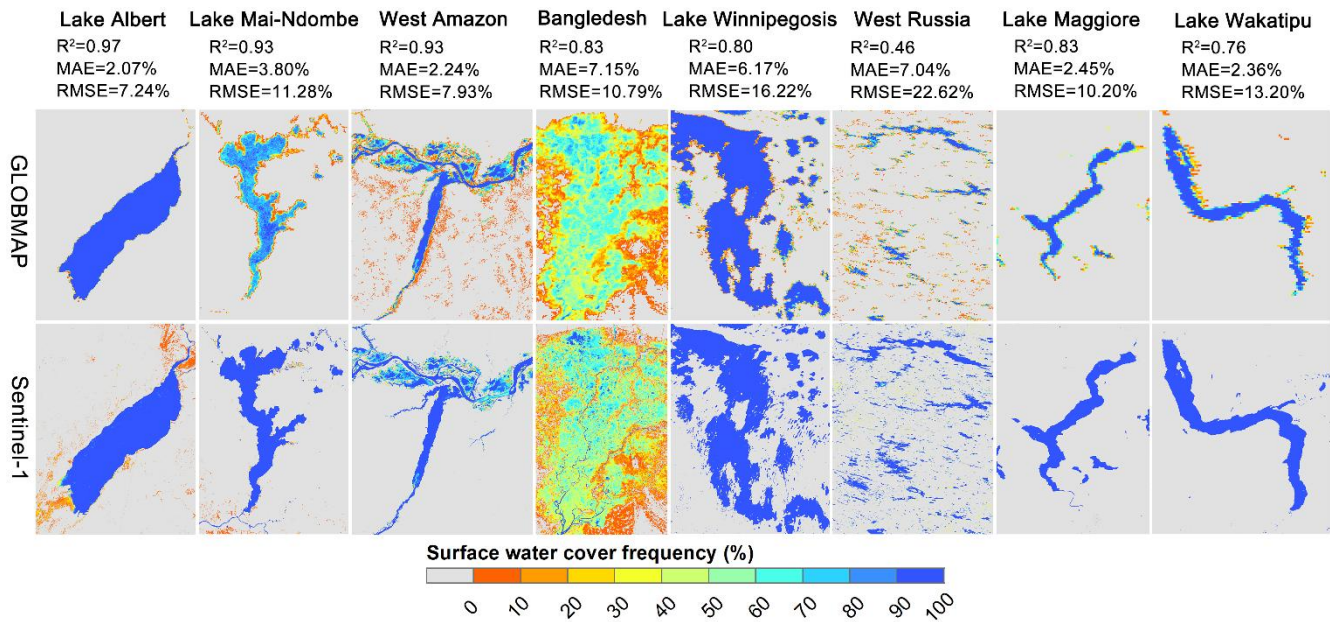 Lake Albert
R²=0.97
MAE=2.07%
RMSE=7.24%
Lake Mai-Ndombe
R²=0.93
MAE=3.80%
RMSE=11.28%
West Amazon
R²=0.93
MAE=2.24%
RMSE=7.93%
Bangledesh
R²=0.83
MAE=7.15%
RMSE=10.79%
Lake Winnipegosis
R²=0.80
MAE=6.17%
RMSE=16.22%
West Russia
R²=0.46
MAE=7.04%
RMSE=22.62%
Lake Maggiore
R²=0.83
MAE=2.45%
RMSE=10.20%
Lake Wakatipu
R²=0.76
MAE=2.36%
RMSE=13.20%
GLOBMAP
Sentinel-1
Surface water cover frequency (%)
0 10 20 30 40 50 60 70 80 90 100